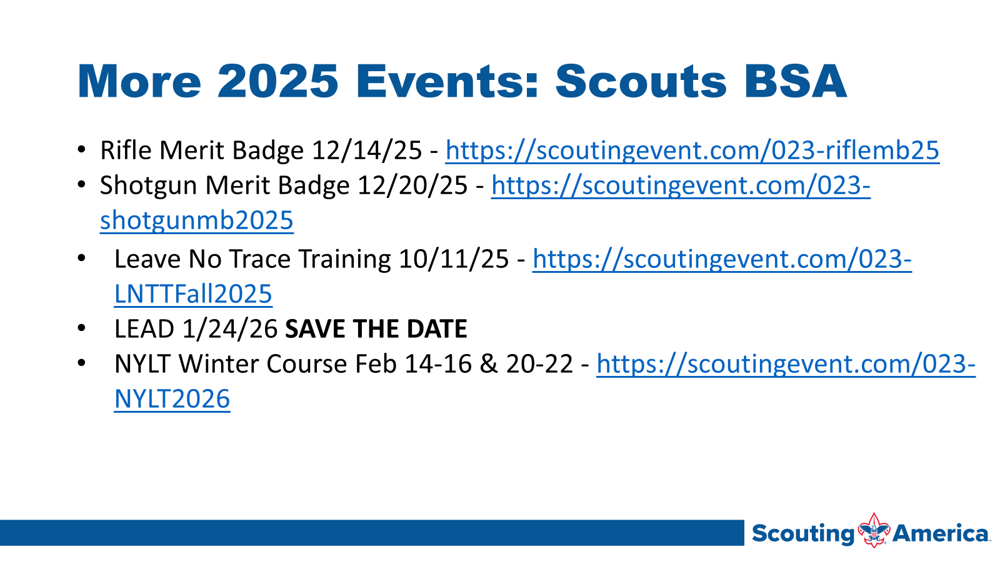 More 2025 Events: Scouts BSA
• Rifle Merit Badge 12/14/25 - https://scoutingevent.com/023-riflemb25
• Shotgun Merit Badge 12/20/25 - https://scoutingevent.com/023-
shotgunmb2025
• Leave No Trace Training 10/11/25 - https://scoutingevent.com/023-
LNTTFall2025
• LEAD 1/24/26 SAVE THE DATE
• NYLT Winter Course Feb 14-16 & 20-22 - https://scoutingevent.com/023-
NYLT2026
Scouting America